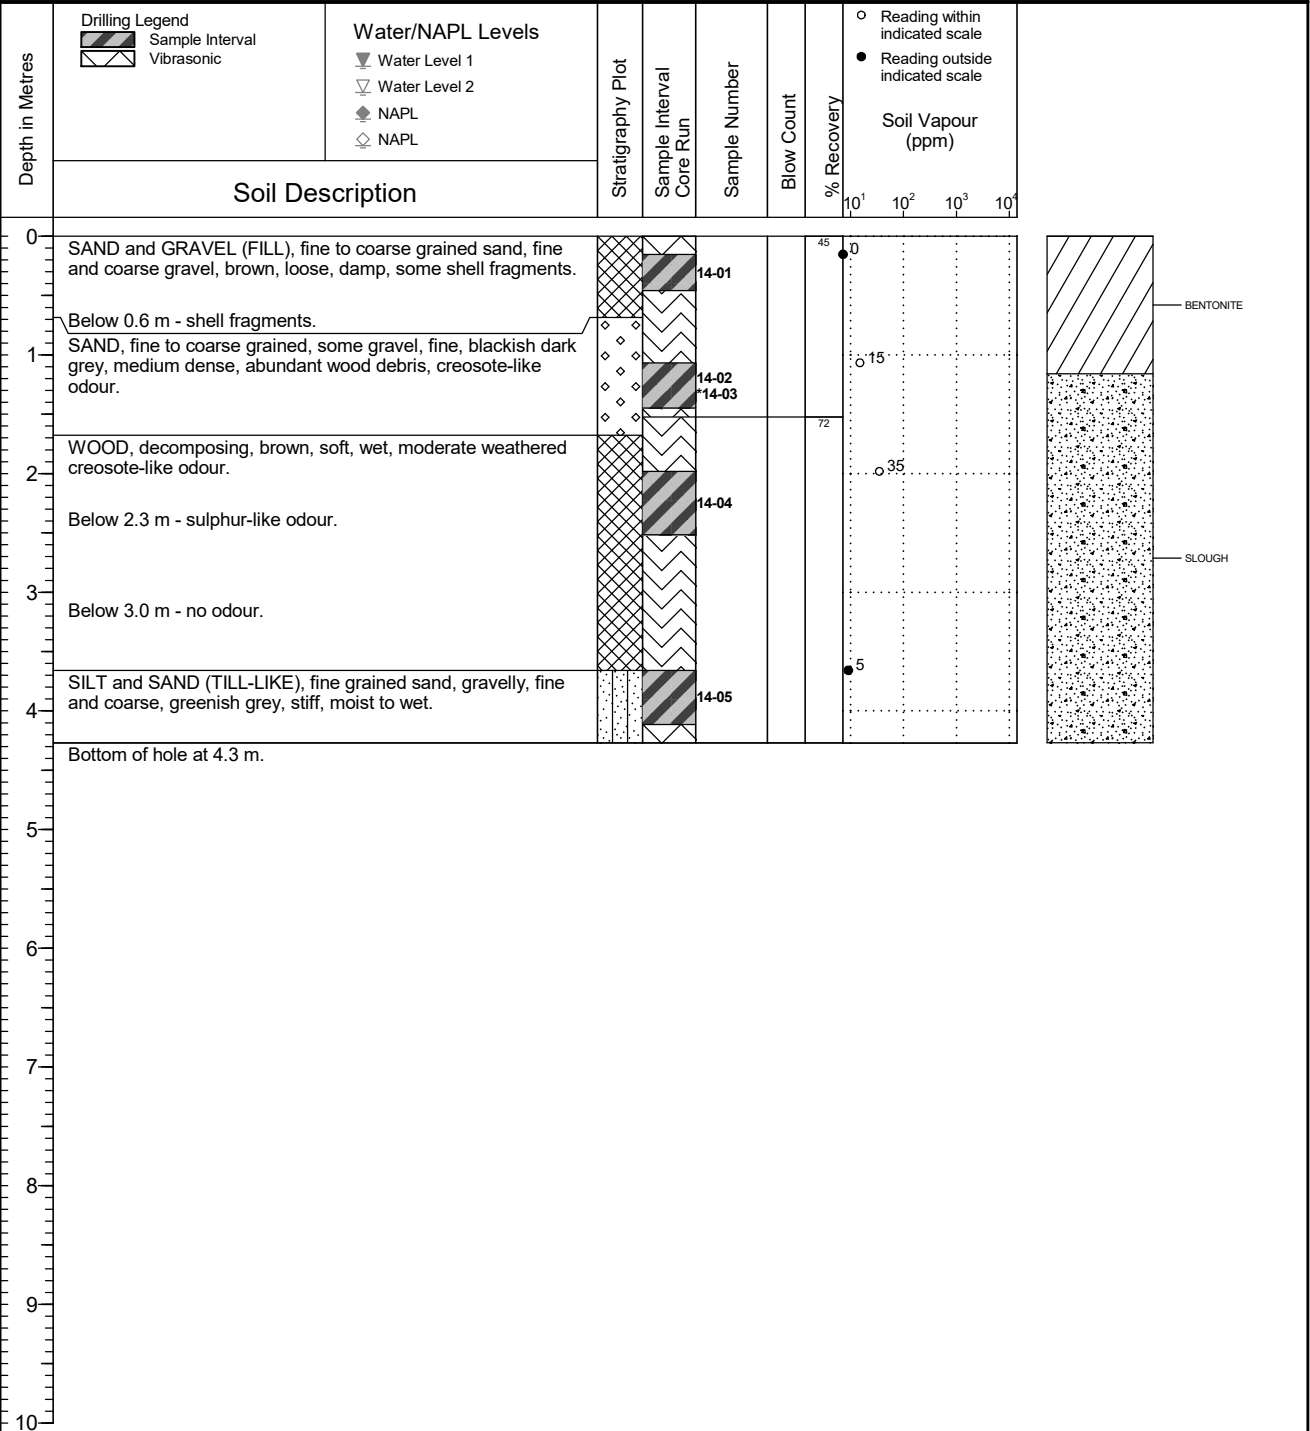 Depth in Metres
Drilling Legend
Sample Interval
Vibrasonic
Water/NAPL Levels
Water Level 1
Water Level 2
NAPL
NAPL
Soil Description
Stratigraphy Plot
Sample Interval
Core Run
Sample Number
Blow Count
% Recovery
Reading within
indicated scale
Reading outside
indicated scale
Soil Vapour
(ppm)
10¹ 10² 10³ 10⁴
0
SAND and GRAVEL (FILL), fine to coarse grained sand, fine
and coarse gravel, brown, loose, damp, some shell fragments.
45
0
14-01
BENTONITE
Below 0.6 m - shell fragments.
SAND, fine to coarse grained, some gravel, fine, blackish dark
grey, medium dense, abundant wood debris, creosote-like
odour.
1
15
14-02
*14-03
72
WOOD, decomposing, brown, soft, wet, moderate weathered
creosote-like odour.
2
35
14-04
Below 2.3 m - sulphur-like odour.
SLOUGH
3
Below 3.0 m - no odour.
5
SILT and SAND (TILL-LIKE), fine grained sand, gravelly, fine
and coarse, greenish grey, stiff, moist to wet.
14-05
4
Bottom of hole at 4.3 m.
5
6
7
8
9
10